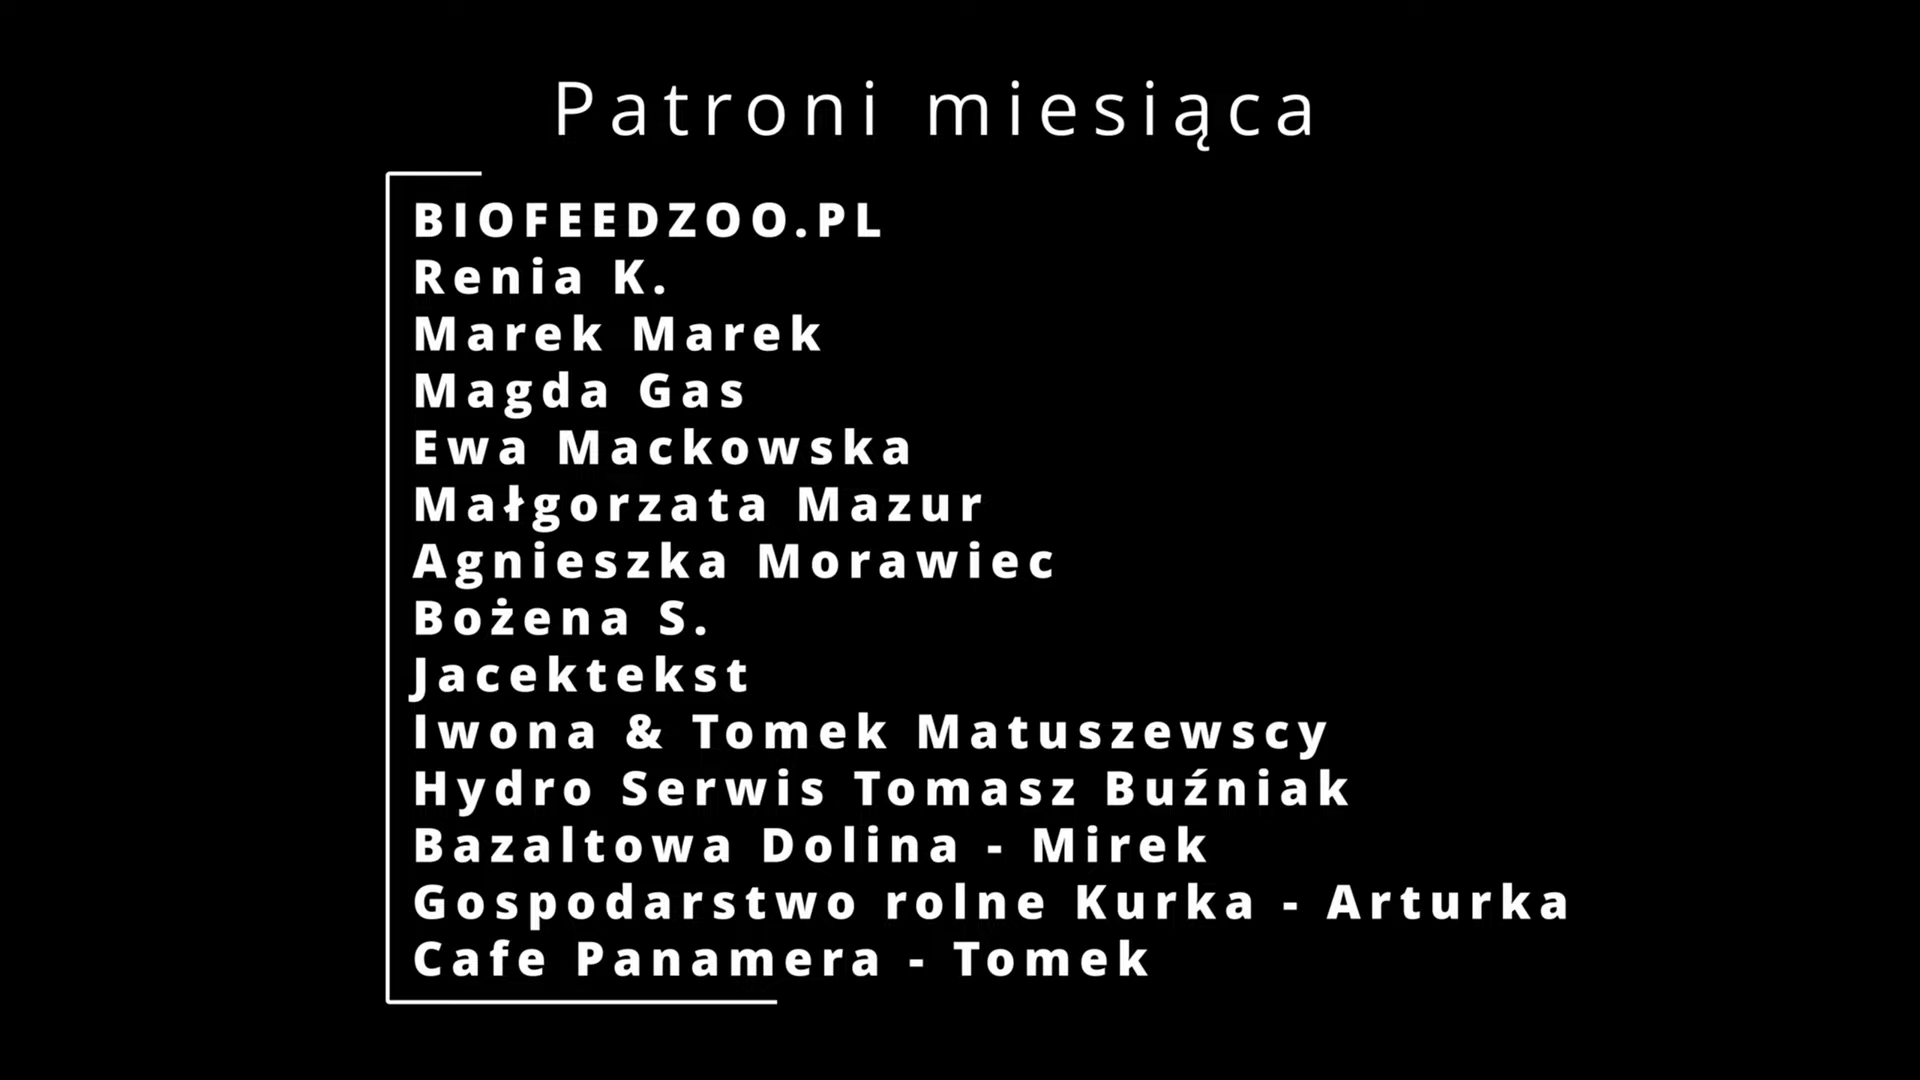 Patroni miesiąca
BIOFEEDZOO.PL
Renia K.
Marek Marek
Magda Gas
Ewa Mackowska
Małgorzata Mazur
Agnieszka Morawiec
Bożena S.
Jacektekst
Iwona & Tomek Matuszewscy
Hydro Serwis Tomasz Buźniak
Bazaltowa Dolina - Mirek
Gospodarstwo rolne Kurka - Arturka
Cafe Panamera - Tomek